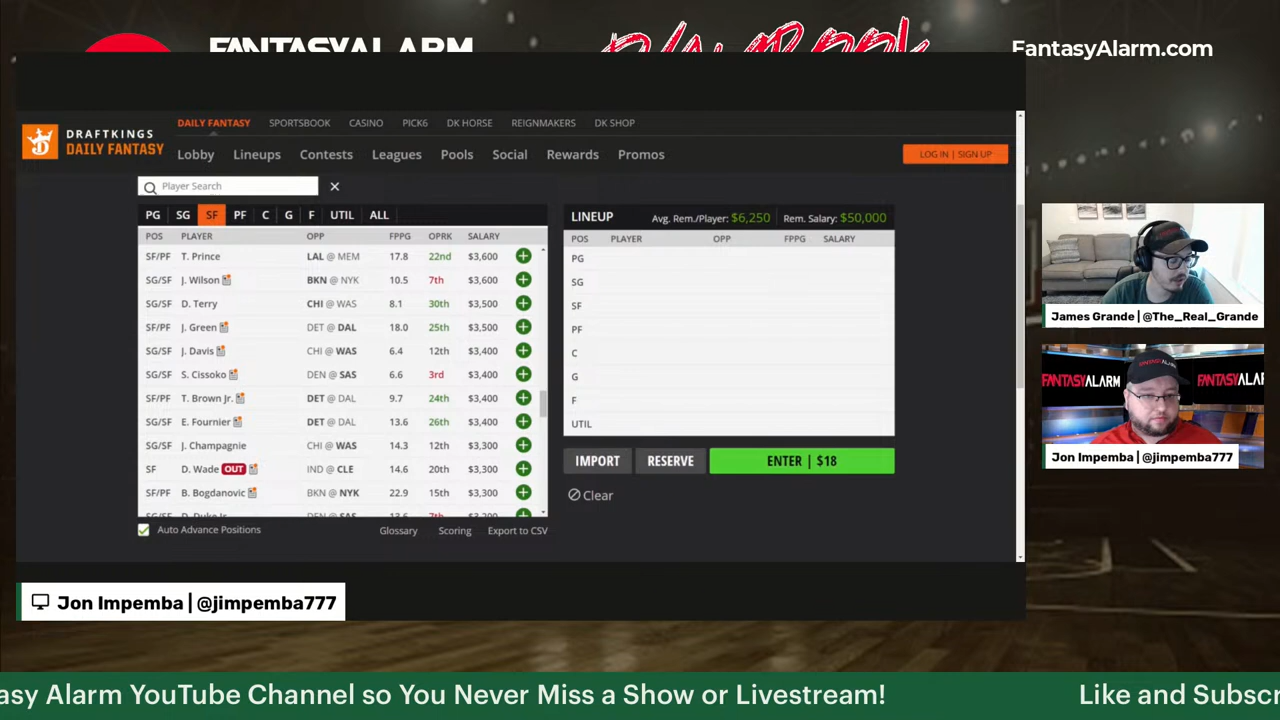 FANTASYALARM
PLAYBOOK
FantasyAlarm.com
DRAFTKINGS
DAILY FANTASY
DAILY FANTASY SPORTSBOOK CASINO PICK6 DK HORSE REIGNMAKERS DK SHOP
Lobby Lineups Contests Leagues Pools Social Rewards Promos
LOG IN | SIGN UP
Player Search
PG SG SF PF C G F UTIL ALL
POS PLAYER OPP FPPG OPRK SALARY
SF/PF T. Prince LAL @ MEM 17.8 22nd $3,600
SG/SF J. Wilson BKN @ NYK 10.5 7th $3,600
SG/SF D. Terry CHI @ WAS 8.1 30th $3,500
SF/PF J. Green DET @ DAL 18.0 25th $3,500
SG/SF J. Davis CHI @ WAS 6.4 12th $3,400
SG/SF S. Cissoko DEN @ SAS 6.6 3rd $3,400
SF/PF T. Brown Jr. DET @ DAL 9.7 24th $3,400
SG/SF E. Fournier DET @ DAL 13.6 26th $3,400
SG/SF J. Champagnie CHI @ WAS 14.3 12th $3,300
SF D. Wade OUT IND @ CLE 14.6 20th $3,300
SF/PF B. Bogdanovic BKN @ NYK 22.9 15th $3,300
Auto Advance Positions
Glossary Scoring Export to CSV
LINEUP Avg. Rem./Player: $6,250 Rem. Salary: $50,000
POS PLAYER OPP FPPG SALARY
PG
SG
SF
PF
C
G
F
UTIL
IMPORT RESERVE ENTER | $18
Clear
James Grande | @The_Real_Grande
FANTASYALARM
Jon Impemba | @jimpemba777
Jon Impemba | @jimpemba777
asy Alarm YouTube Channel so You Never Miss a Show or Livestream! Like and Subscr